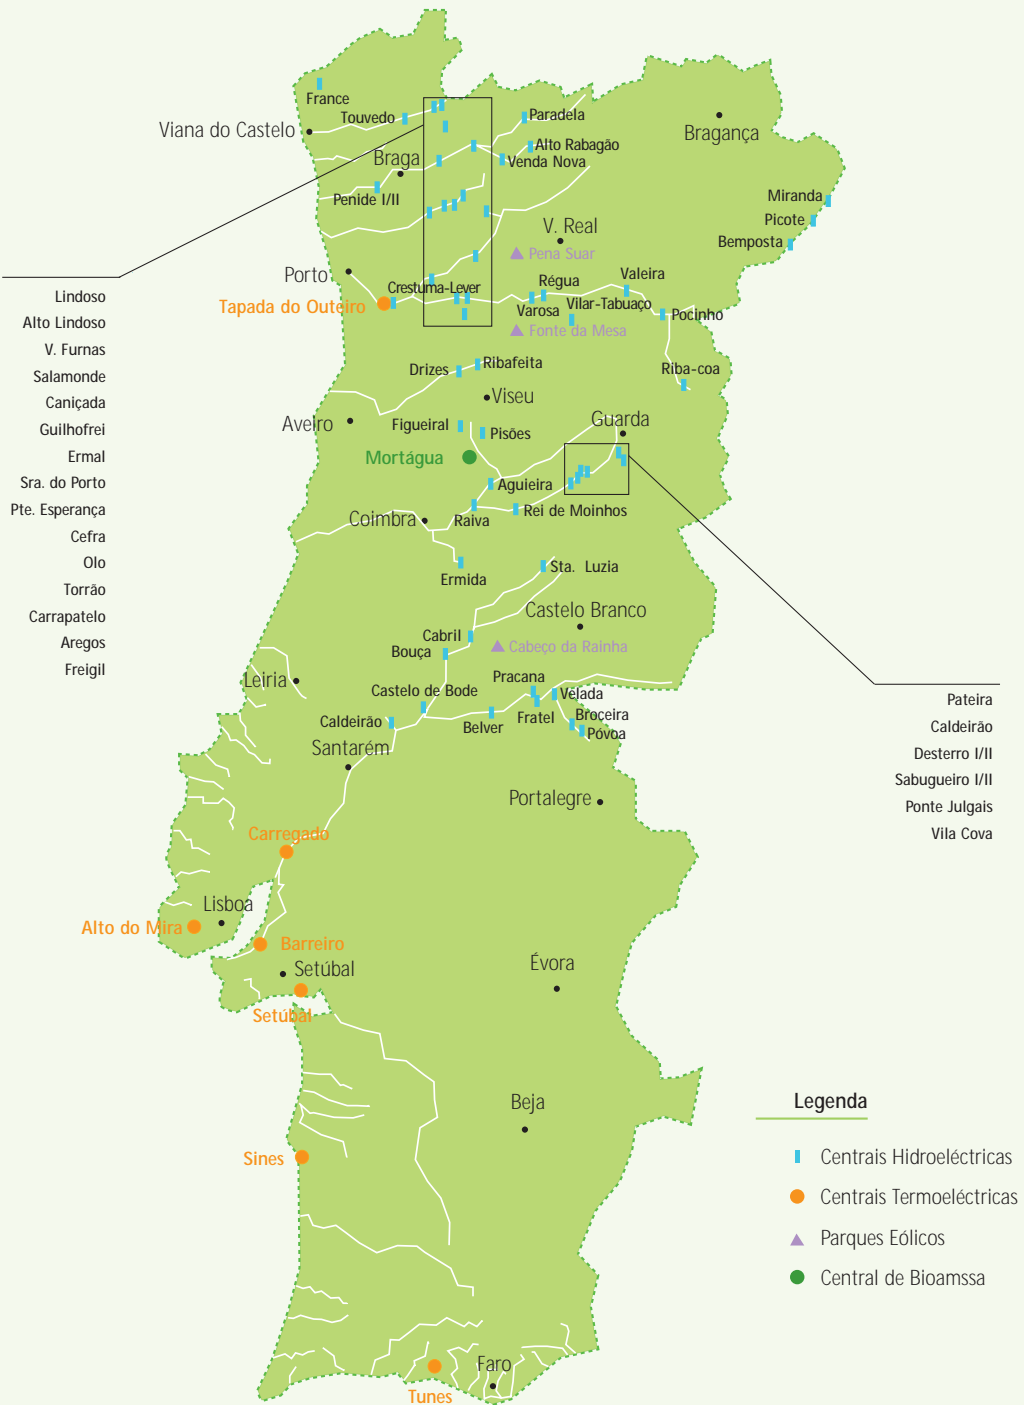 France
Touvedo
Viana do Castelo
Paradela
Bragança
Alto Rabagão
Venda Nova
Braga
Penide I/II
Miranda
Picote
Bemposta
V. Real
Pena Suar
Porto
Valeira
Régua
Crestuma-Lever
Tapada do Outeiro
Varosa
Vilar-Tabuaço
Pocinho
Fonte da Mesa
Lindoso
Alto Lindoso
V. Furnas
Salamonde
Caniçada
Guilhofrei
Ermal
Sra. do Porto
Pte. Esperança
Cefra
Olo
Torrão
Carrapatelo
Aregos
Freigil
Riba-coa
Ribafeita
Drizes
Viseu
Aveiro
Figueiral
Pisões
Guarda
Mortágua
Aguieira
Coimbra
Raiva
Rei de Moinhos
Ermida
Sta. Luzia
Castelo Branco
Cabril
Bouça
Cabeço da Rainha
Leiria
Pracana
Castelo de Bode
Velada
Caldeirão
Belver
Fratel
Broceira
Póvoa
Santarém
Pateira
Caldeirão
Desterro I/II
Sabugueiro I/II
Ponte Julgais
Vila Cova
Portalegre
Carregado
Lisboa
Alto do Mira
Barreiro
Setúbal
Setúbal
Évora
Beja
Sines
Faro
Tunes
Legenda
Centrais Hidroeléctricas
Centrais Termoeléctricas
Parques Eólicos
Central de Bioamssa